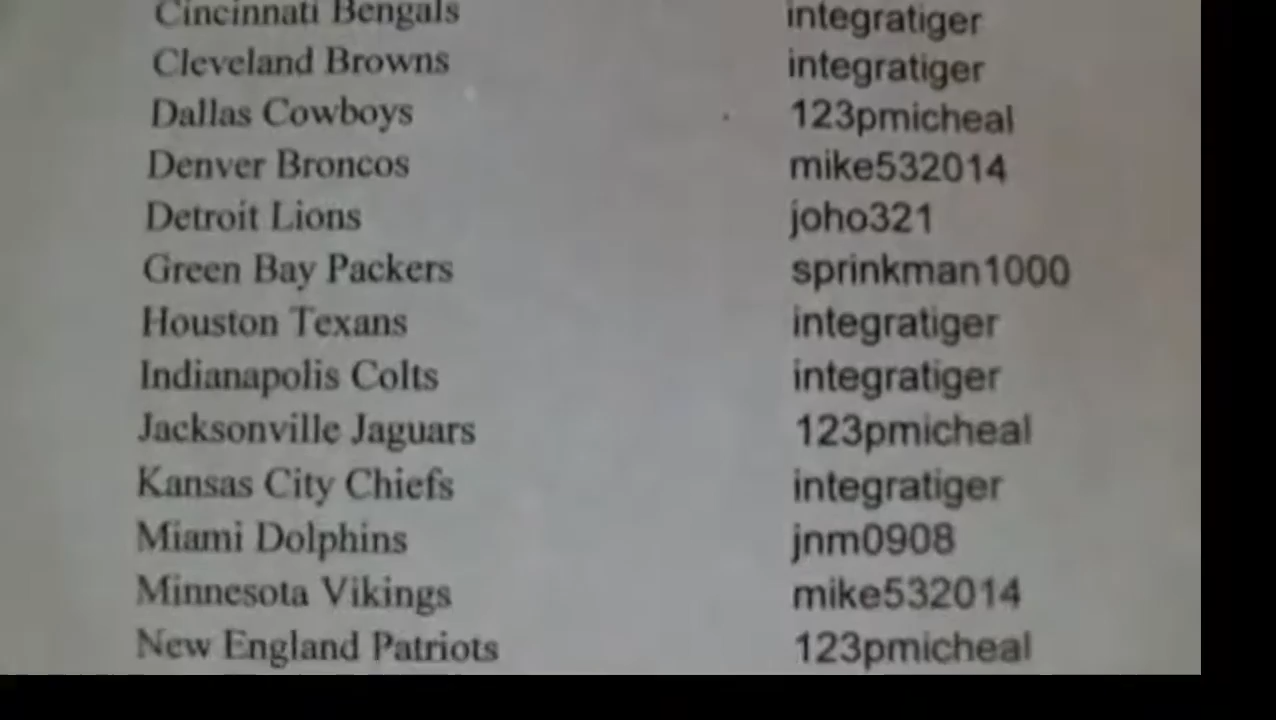 Cincinnati Bengals integratiger
Cleveland Browns integratiger
Dallas Cowboys 123pmicheal
Denver Broncos mike532014
Detroit Lions joho321
Green Bay Packers sprinkman1000
Houston Texans integratiger
Indianapolis Colts integratiger
Jacksonville Jaguars 123pmicheal
Kansas City Chiefs integratiger
Miami Dolphins jnm0908
Minnesota Vikings mike532014
New England Patriots 123pmicheal